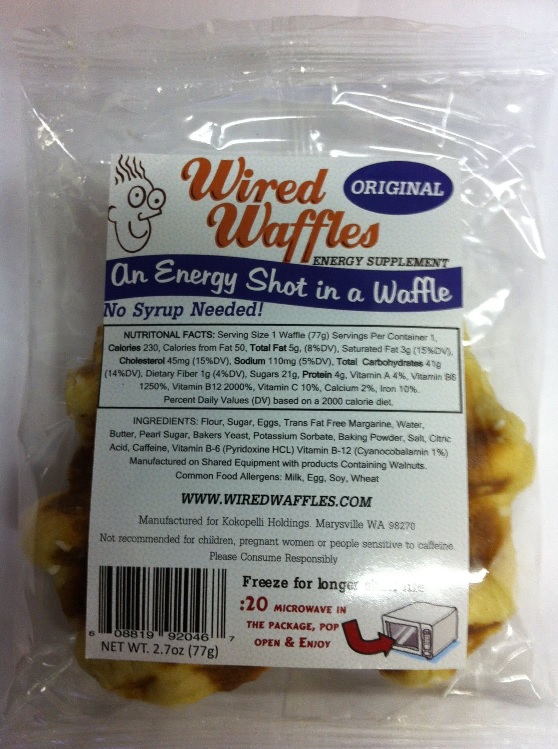 Wired
ORIGINAL
Waffles
ENERGY SUPPLEMENT
An Energy Shot in a Waffle
No Syrup Needed!
NUTRITONAL FACTS: Serving Size 1 Waffle (77g) Servings Per Container 1,
Calories 230, Calories from Fat 50, Total Fat 5g, (8%DV), Saturated Fat 3g (15%DV),
Cholesterol 45mg (15%DV), Sodium 110mg (5%DV), Total Carbohydrates 41g
(14%DV), Dietary Fiber 1g (4%DV), Sugars 21g, Protein 4g, Vitamin A 4%, Vitamin B6
1250%, Vitamin B12 2000%, Vitamin C 10%, Calcium 2%, Iron 10%.
Percent Daily Values (DV) based on a 2000 calorie diet.
INGREDIENTS: Flour, Sugar, Eggs, Trans Fat Free Margarine, Water,
Butter, Pearl Sugar, Bakers Yeast, Potassium Sorbate, Baking Powder, Salt, Citric
Acid, Caffeine, Vitamin B-6 (Pyridoxine HCL) Vitamin B-12 (Cyanocobalamin 1%)
Manufactured on Shared Equipment with products Containing Walnuts.
Common Food Allergens: Milk, Egg, Soy, Wheat
WWW.WIREDWAFFLES.COM
Manufactured for Kokopelli Holdings. Marysville WA 98270
Not recommended for children, pregnant women or people sensitive to caffeine.
Please Consume Responsibly
Freeze for longer
:20 MICROWAVE IN
THE PACKAGE, POP
OPEN & ENJOY
6 08819 92046 7
NET WT. 2.7oz (77g)